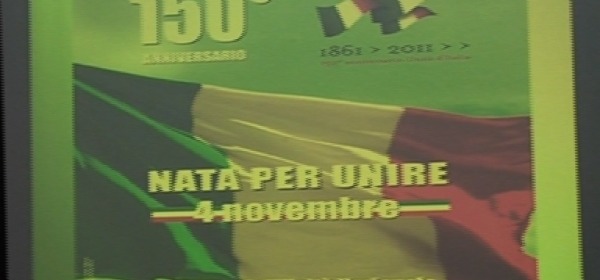 150°
ANNIVERSARIO
1861 > 2011 > >
NATA PER UNIRE
4 novembre